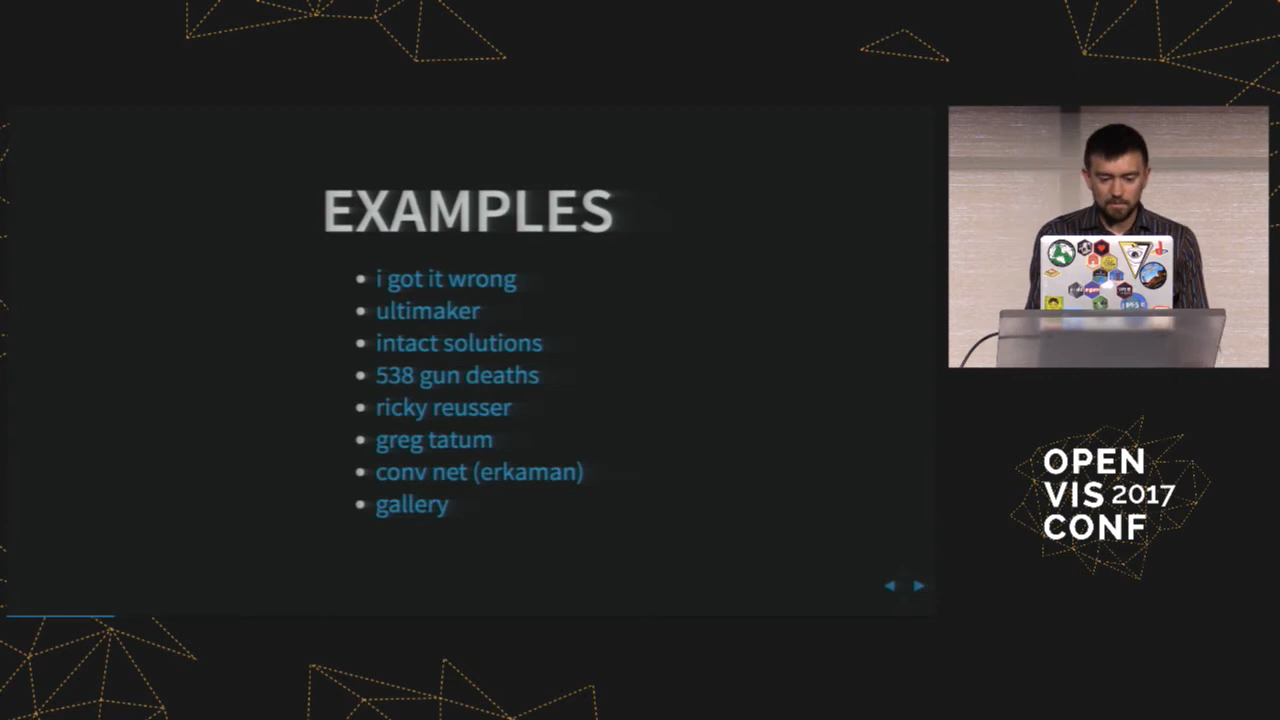 EXAMPLES
i got it wrong
ultimaker
intact solutions
538 gun deaths
ricky reusser
greg tatum
conv net (erkaman)
gallery
OPEN
VIS 2017
CONF